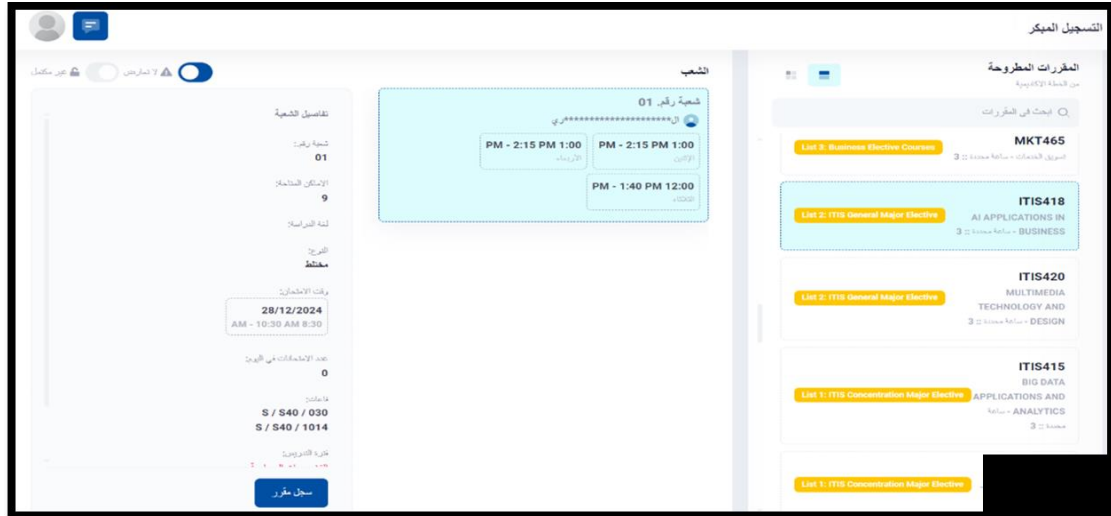 التسجيل المبكر
المقررات المطروحة
من الخطة الاكاديمية
ابحث في المقررات
MKT465
تسويق الخدمات - ساعة معتمدة :: 3
List 3: Business Elective Courses
ITIS418
AI APPLICATIONS IN
BUSINESS - ساعة معتمدة :: 3
List 2: ITIS General Major Elective
ITIS420
MULTIMEDIA
TECHNOLOGY AND
DESIGN - ساعة معتمدة :: 3
List 2: ITIS General Major Elective
ITIS415
BIG DATA
APPLICATIONS AND
ANALYTICS - ساعة
معتمدة :: 3
List 1: ITIS Concentration Major Elective
List 1: ITIS Concentration Major Elective
الشعب
شعبة رقم 01
ال**********************ري
PM - 2:15 PM 1:00
الإثنين
PM - 2:15 PM 1:00
الأربعاء
PM - 1:40 PM 12:00
الثلاثاء
لا تعارض
غير مكتمل
تفاصيل الشعبة
شعبة رقم:
01
الأماكن المتاحة:
9
لغة الدراسة:
النوع:
مختلط
وقت الامتحان:
28/12/2024
AM - 10:30 AM 8:30
عدد الامتحانات في اليوم:
0
قاعات:
S / S40 / 030
S / S40 / 1014
فترة التدريس:
سجل مقرر